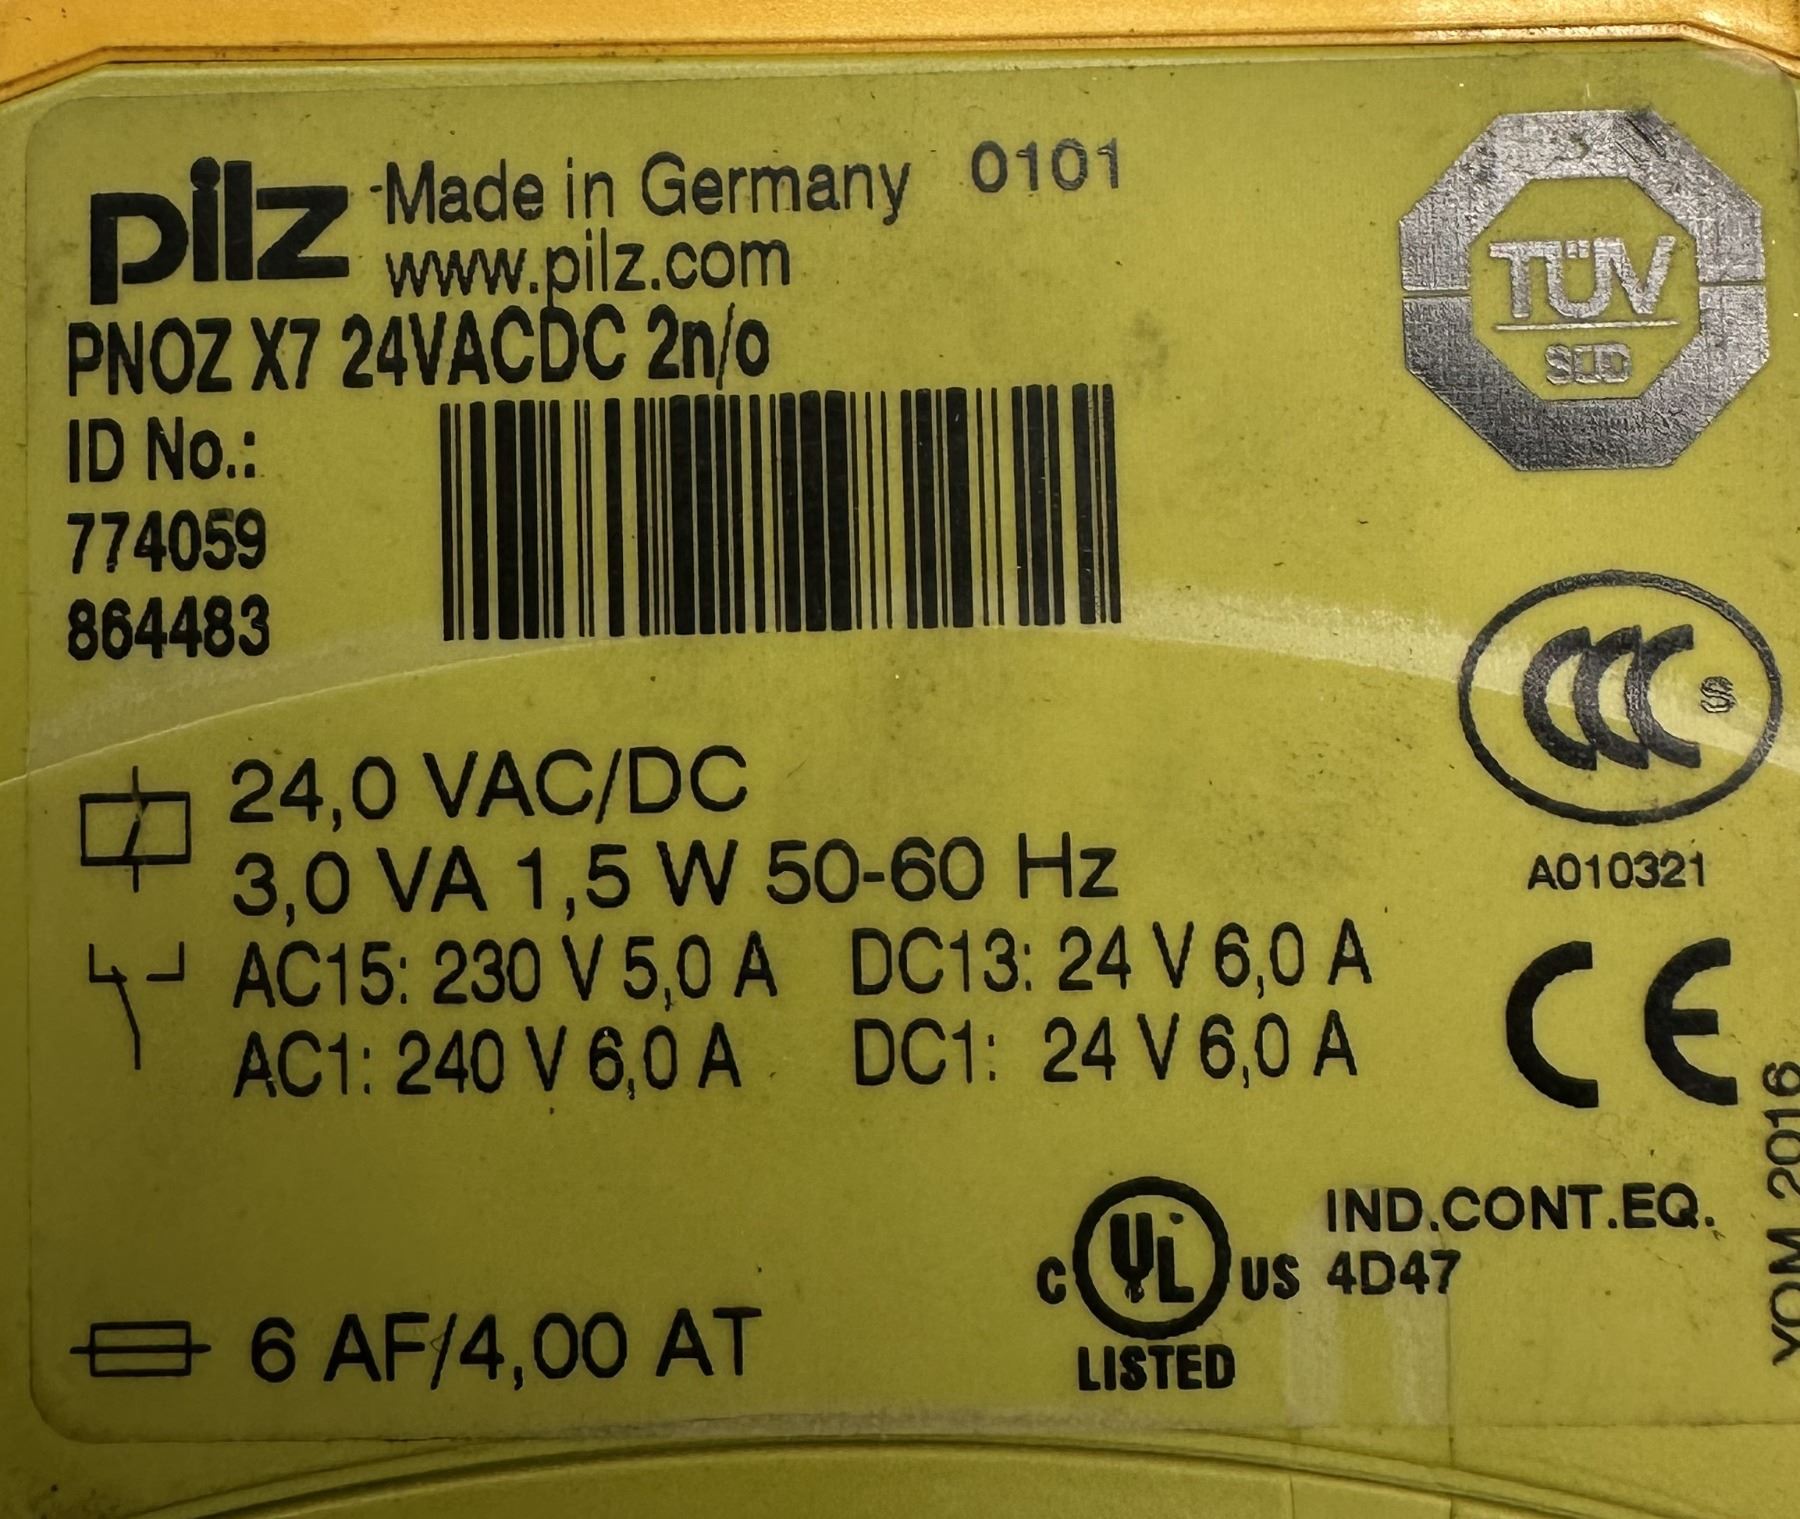 pilz Made in Germany 0101
www.pilz.com
PNOZ X7 24VACDC 2n/o
ID No.:
774059
864483
TÜV
SÜD
CCC S
A010321
24,0 VAC/DC
3,0 VA 1,5 W 50-60 Hz
AC15: 230 V 5,0 A DC13: 24 V 6,0 A
AC1: 240 V 6,0 A DC1: 24 V 6,0 A
CE
YOM 2016
C UL US IND.CONT.EQ.
4D47
LISTED
6 AF/4,00 AT